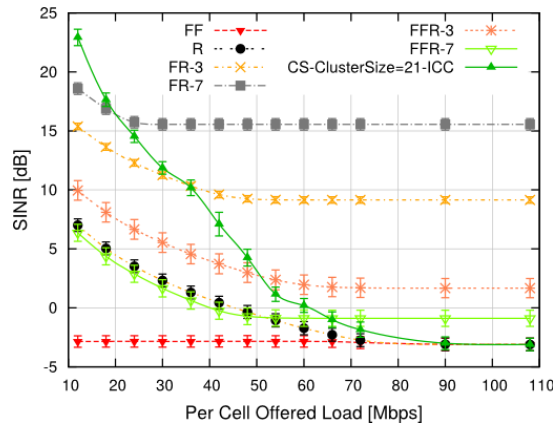 FF
R
FR-3
FR-7
FFR-3
FFR-7
CS-ClusterSize=21-ICC
25
20
15
10
5
0
-5
SINR [dB]
10 20 30 40 50 60 70 80 90 100 110
Per Cell Offered Load [Mbps]